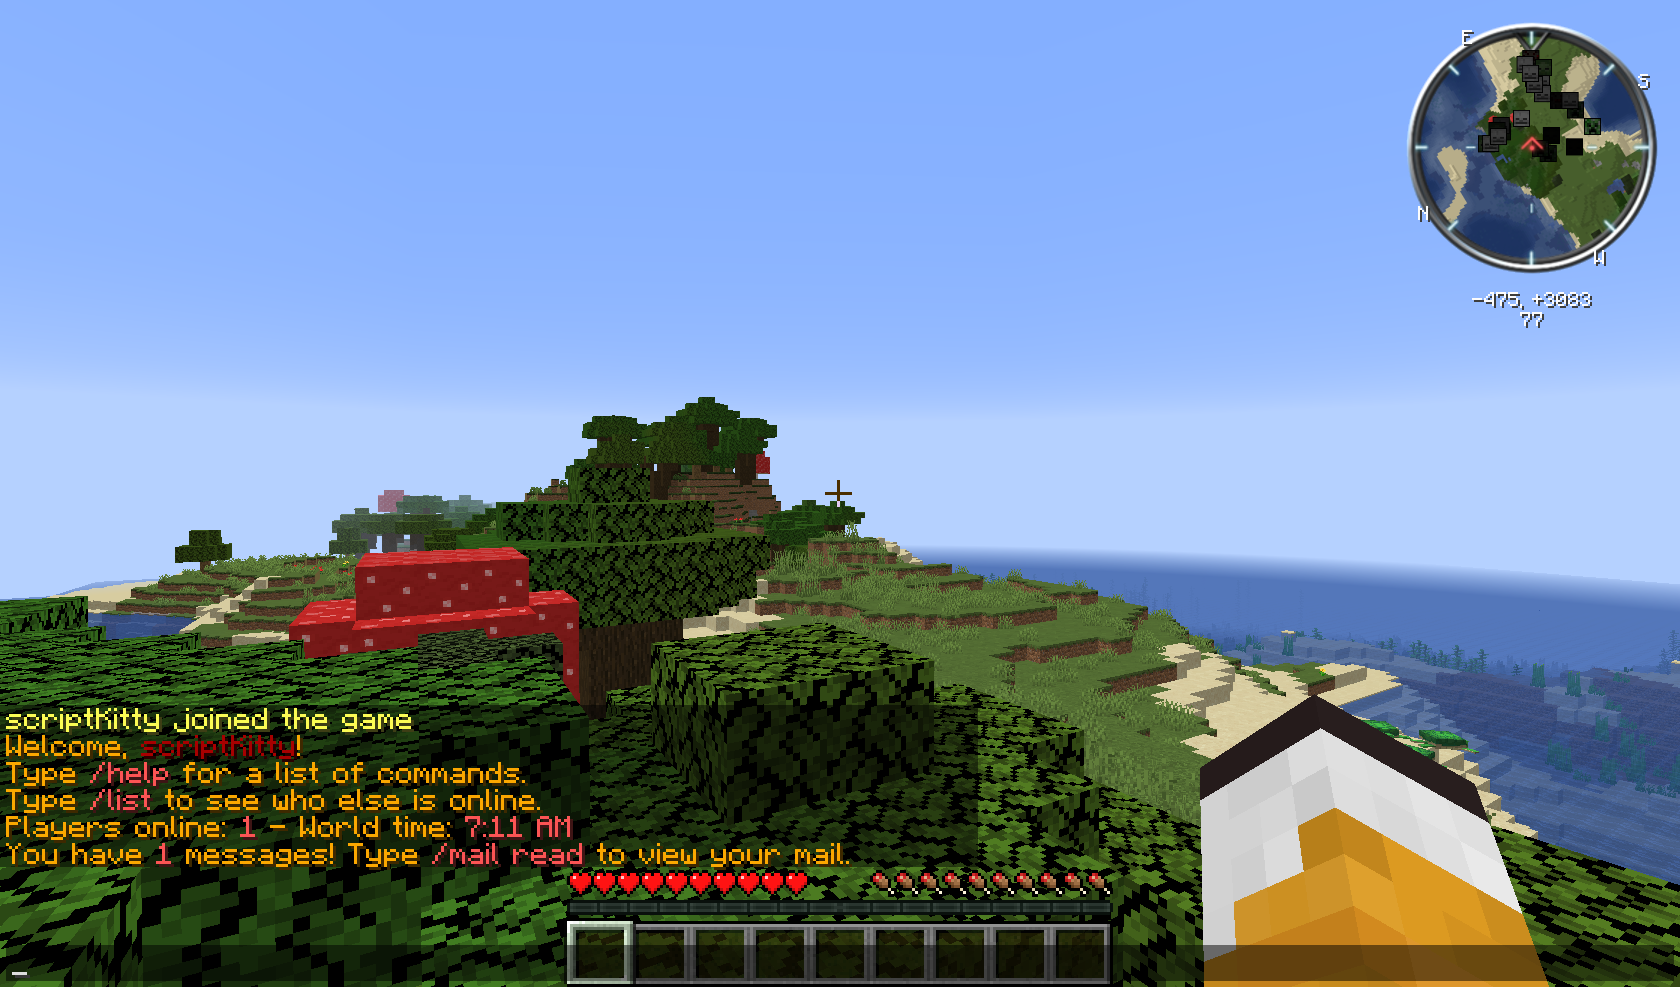 E
S
N
W
-475, +3083
77
scriptKitty joined the game
Welcome, scriptKitty!
Type /help for a list of commands.
Type /list to see who else is online.
Players online: 1 - World time: 7:11 AM
You have 1 messages! Type /mail read to view your mail.
_